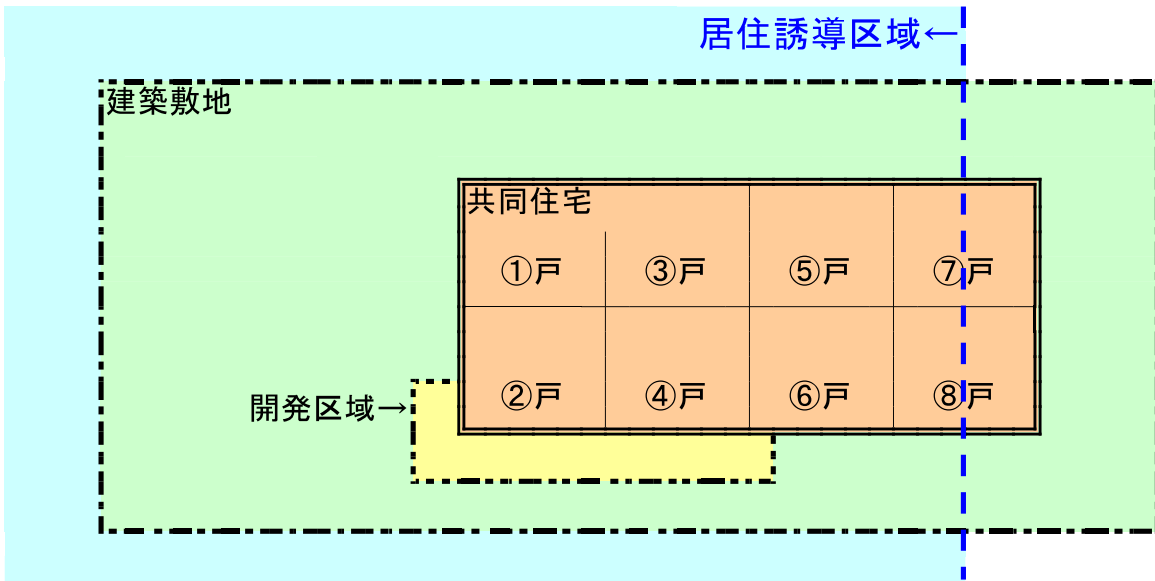 居住誘導区域←
建築敷地
共同住宅
①戸 ③戸 ⑤戸 ⑦戸
②戸 ④戸 ⑥戸 ⑧戸
開発区域→